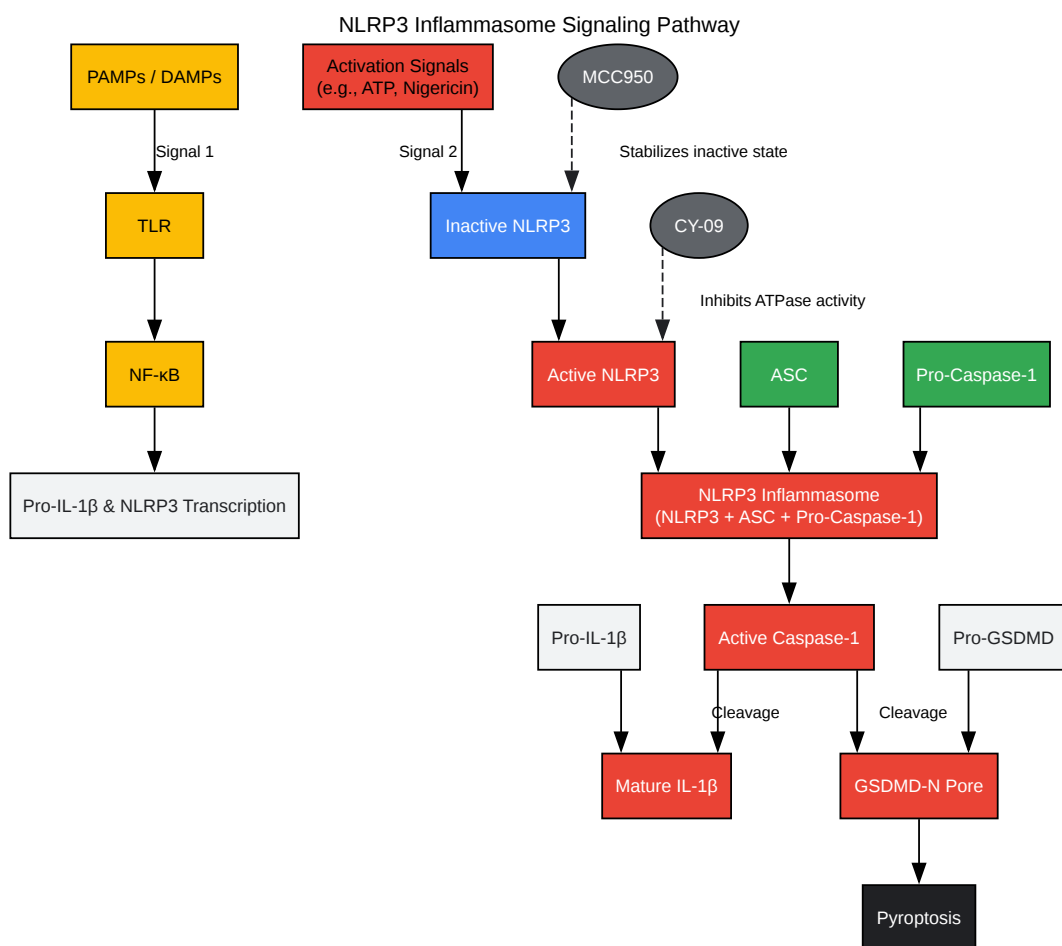 NLRP3 Inflammasome Signaling Pathway
PAMPs / DAMPs
Activation Signals
(e.g., ATP, Nigericin)
MCC950
Signal 1
Signal 2
Stabilizes inactive state
TLR
Inactive NLRP3
CY-09
Inhibits ATPase activity
NF-κB
Active NLRP3
ASC
Pro-Caspase-1
Pro-IL-1β & NLRP3 Transcription
NLRP3 Inflammasome
(NLRP3 + ASC + Pro-Caspase-1)
Pro-IL-1β
Active Caspase-1
Pro-GSDMD
Cleavage
Cleavage
Mature IL-1β
GSDMD-N Pore
Pyroptosis